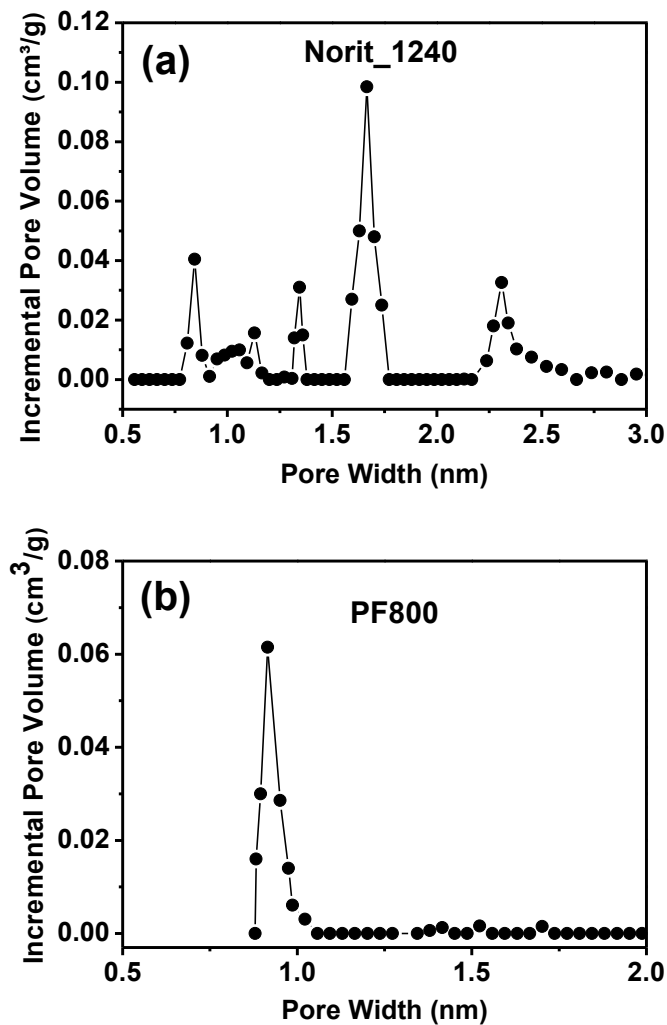 (a)
Norit_1240
Incremental Pore Volume (cm³/g)
0.12
0.10
0.08
0.06
0.04
0.02
0.00
0.5 1.0 1.5 2.0 2.5 3.0
Pore Width (nm)
(b)
PF800
Incremental Pore Volume (cm³/g)
0.08
0.06
0.04
0.02
0.00
0.5 1.0 1.5 2.0
Pore Width (nm)